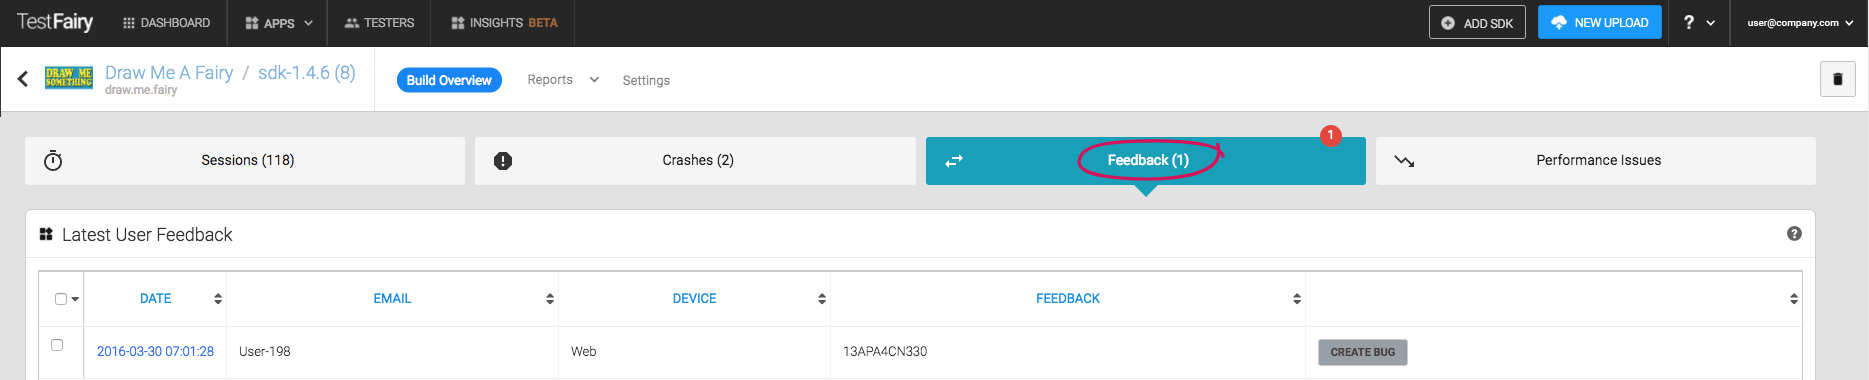 TestFairy DASHBOARD APPS TESTERS INSIGHTS BETA ADD SDK NEW UPLOAD ? user@company.com
DRAW ME
SOMETHING
Draw Me A Fairy / sdk-1.4.6 (8)
draw.me.fairy
Build Overview Reports Settings
Sessions (118) Crashes (2) Feedback (1) 1 Performance Issues
Latest User Feedback ?
DATE EMAIL DEVICE FEEDBACK
2016-03-30 07:01:28 User-198 Web 13APA4CN330 CREATE BUG